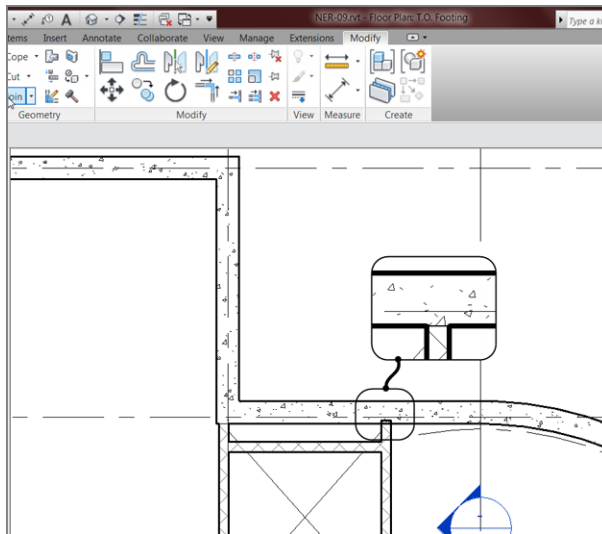 A
NER-09.rvt - Floor Plan: T.O. Footing
Type a k
tems Insert Annotate Collaborate View Manage Extensions Modify
Cope
Cut
oin
Geometry Modify View Measure Create